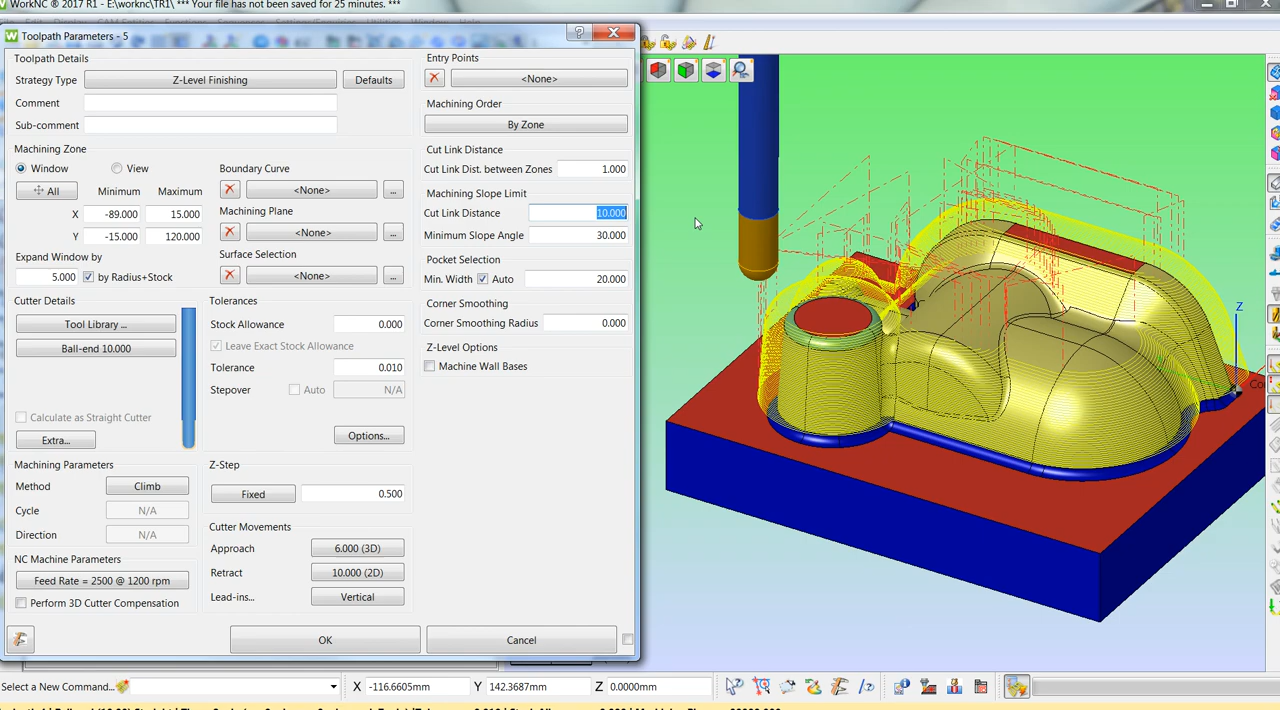 WorkNC ® 2017 R1 - E:\worknc\TR1\ *** Your file has not been saved for 25 minutes. ***
Toolpath Parameters - 5
Toolpath Details
Strategy Type Z-Level Finishing Defaults
Comment
Sub-comment
Machining Zone
Window View
All Minimum Maximum
X -89.000 15.000
Y -15.000 120.000
Expand Window by
5.000 by Radius+Stock
Boundary Curve
<None> ...
Machining Plane
<None> ...
Surface Selection
<None> ...
Cutter Details
Tool Library ...
Ball-end 10.000
Calculate as Straight Cutter
Extra...
Tolerances
Stock Allowance 0.000
Leave Exact Stock Allowance
Tolerance 0.010
Stepover Auto N/A
Options...
Machining Parameters
Method Climb
Cycle N/A
Direction N/A
NC Machine Parameters
Feed Rate = 2500 @ 1200 rpm
Perform 3D Cutter Compensation
Z-Step
Fixed 0.500
Cutter Movements
Approach 6.000 (3D)
Retract 10.000 (2D)
Lead-ins... Vertical
Entry Points
<None>
Machining Order
By Zone
Cut Link Distance
Cut Link Dist. between Zones 1.000
Machining Slope Limit
Cut Link Distance 10.000
Minimum Slope Angle 30.000
Pocket Selection
Min. Width Auto 20.000
Corner Smoothing
Corner Smoothing Radius 0.000
Z-Level Options
Machine Wall Bases
OK Cancel
Z
Select a New Command... X -116.6605mm Y 142.3687mm Z 0.0000mm